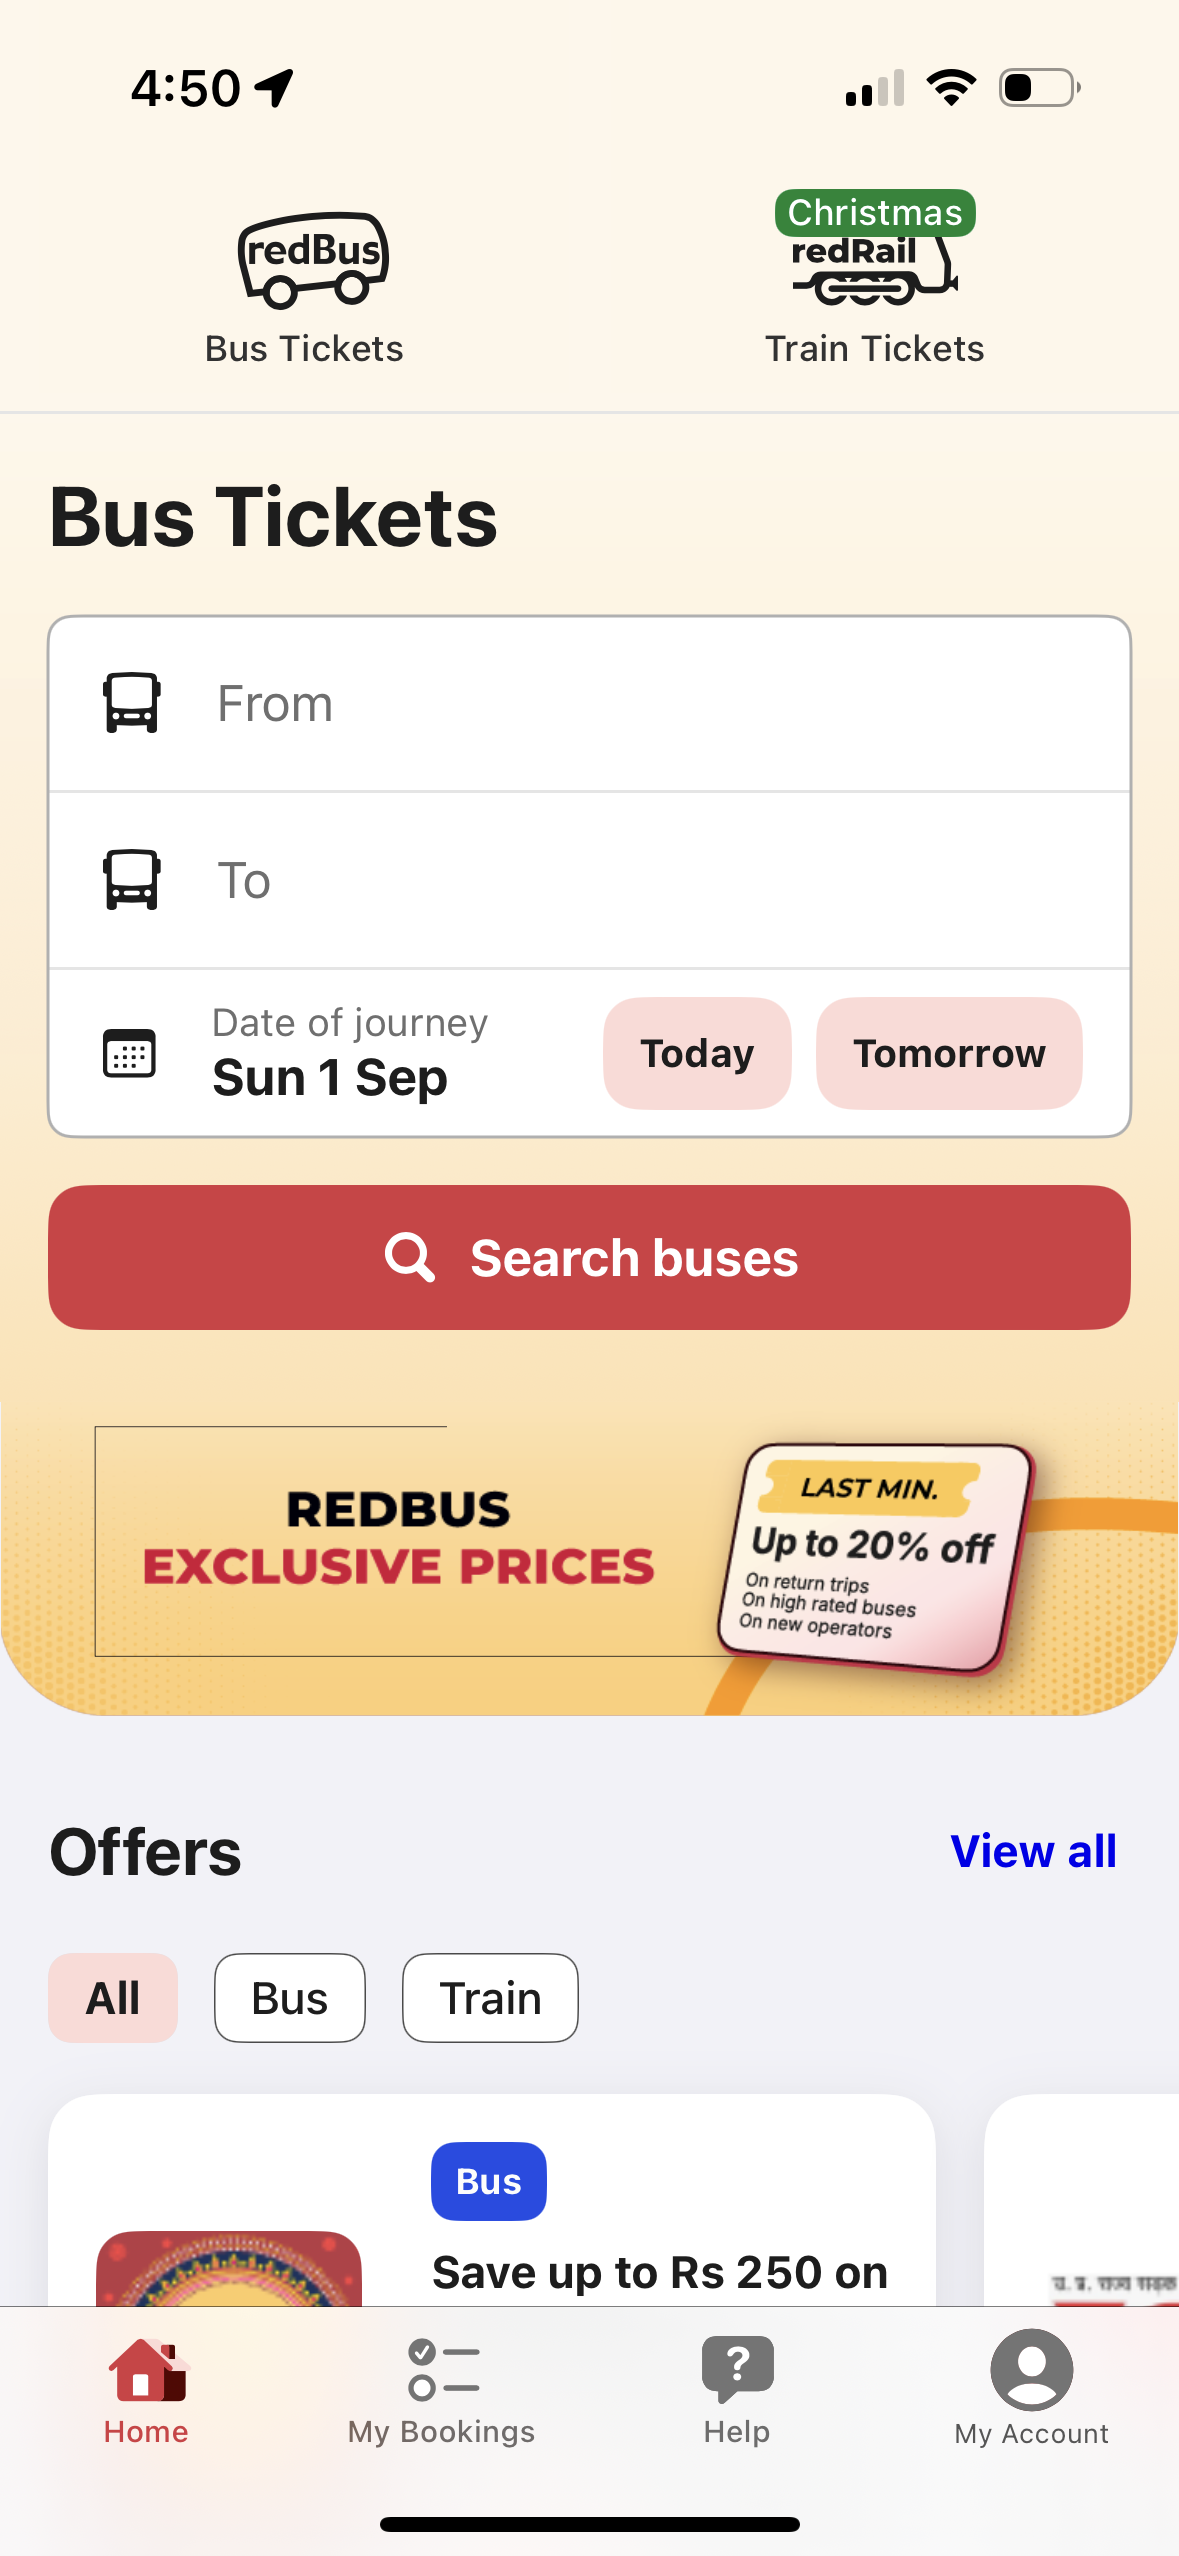 4:50
redBus
Bus Tickets
Christmas
redRail
Train Tickets
Bus Tickets
From
To
Date of journey
Sun 1 Sep
Today
Tomorrow
Search buses
REDBUS
EXCLUSIVE PRICES
LAST MIN.
Up to 20% off
On return trips
On high rated buses
On new operators
Offers
View all
All
Bus
Train
Bus
Save up to Rs 250 on
उ. प्र. राज्य सड़क
Home
My Bookings
Help
My Account